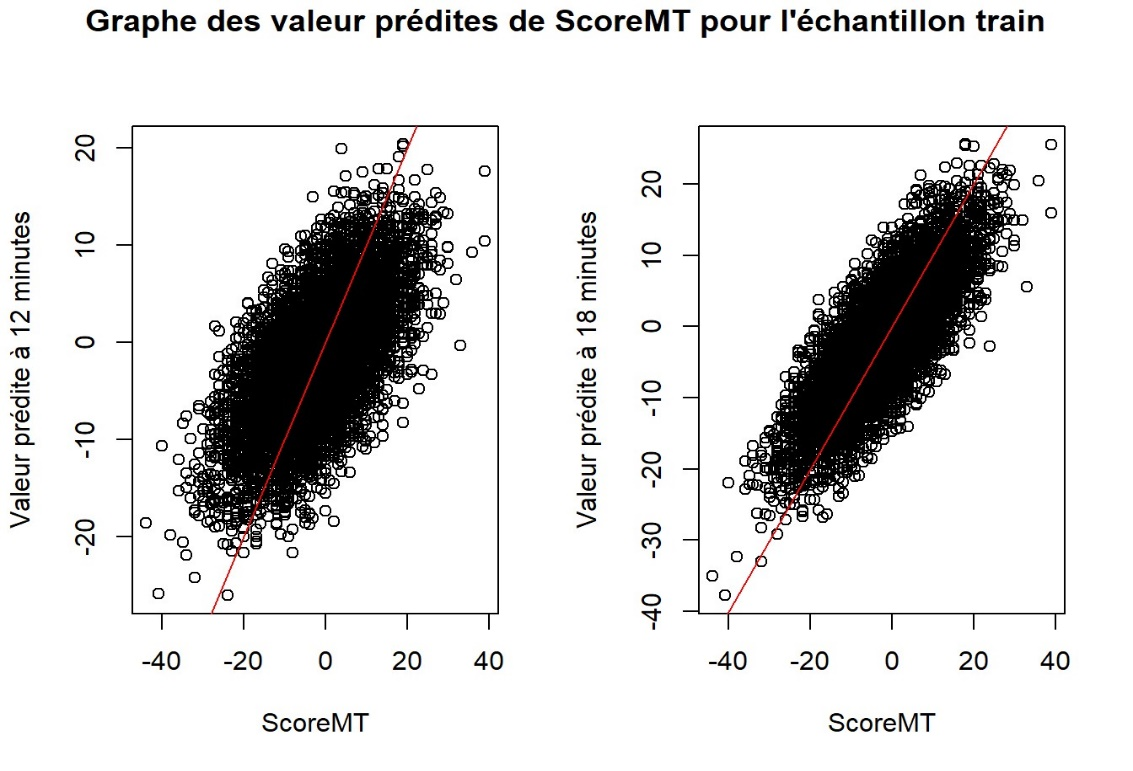 Graphe des valeur prédites de ScoreMT pour l'échantillon train
Valeur prédite à 12 minutes
20
10
0
-10
-20
-40 -20 0 20 40
ScoreMT
Valeur prédite à 18 minutes
20
10
0
-10
-20
-30
-40
-40 -20 0 20 40
ScoreMT